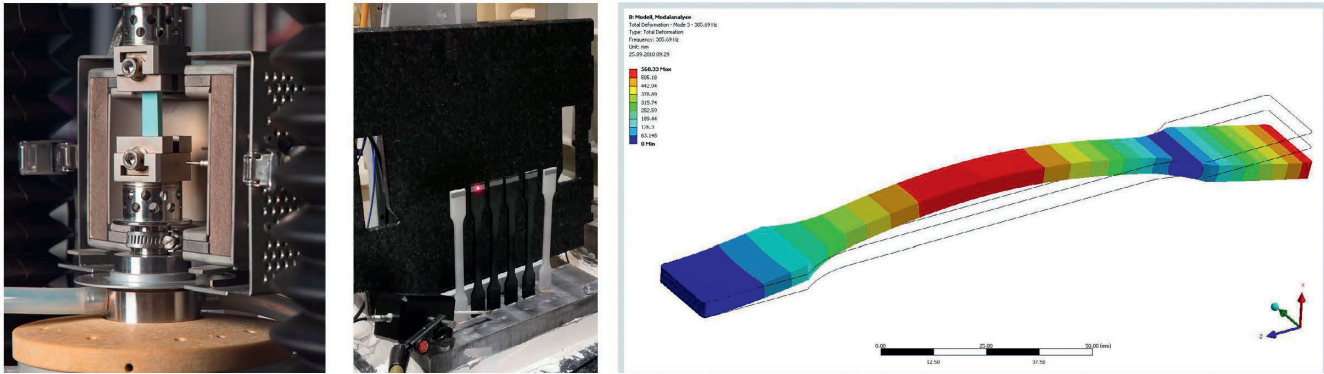 B: Modell, Modalanalyse
Total Deformation - Mode 3 - 385.69 Hz
Type: Total Deformation
Frequency: 385.69 Hz
Unit: mm
25.09.2018 09:29
568.33 Max
505.18
442.04
378.89
315.74
252.59
189.44
126.3
63.148
0 Min
0.00
25.00
50.00 (mm)
12.50
37.50
X
Z